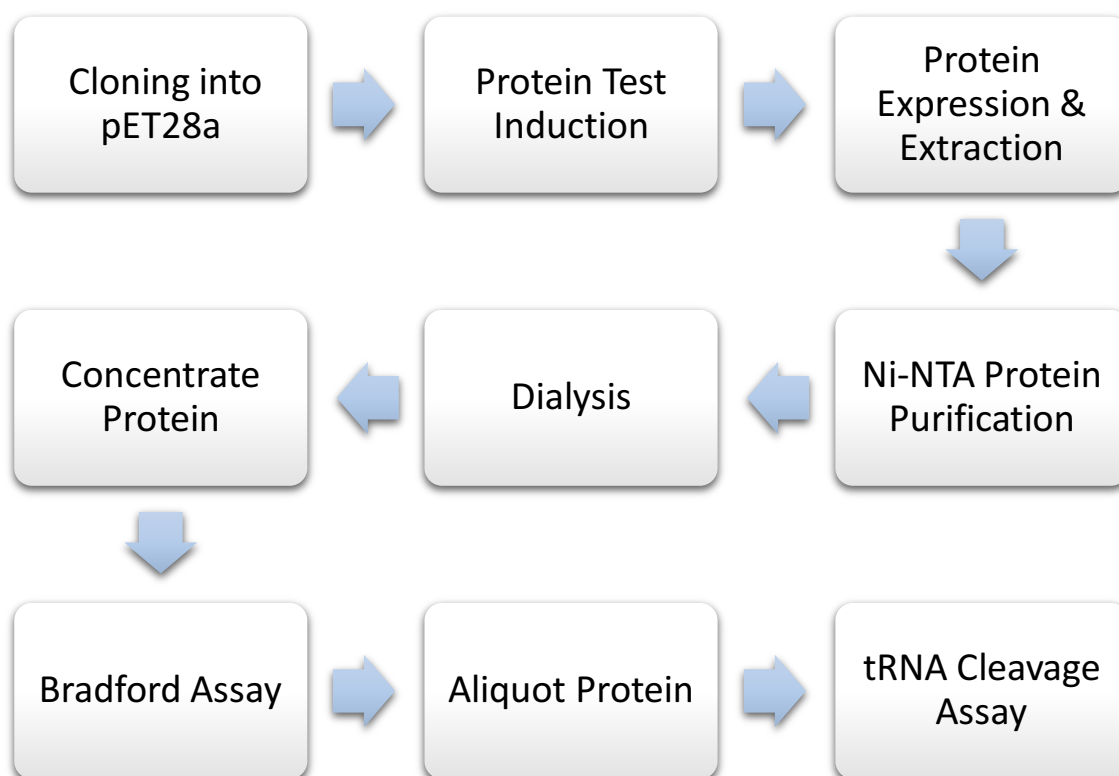 Cloning into
pET28a
Protein Test
Induction
Protein
Expression &
Extraction
Ni-NTA Protein
Purification
Dialysis
Concentrate
Protein
Bradford Assay
Aliquot Protein
tRNA Cleavage
Assay